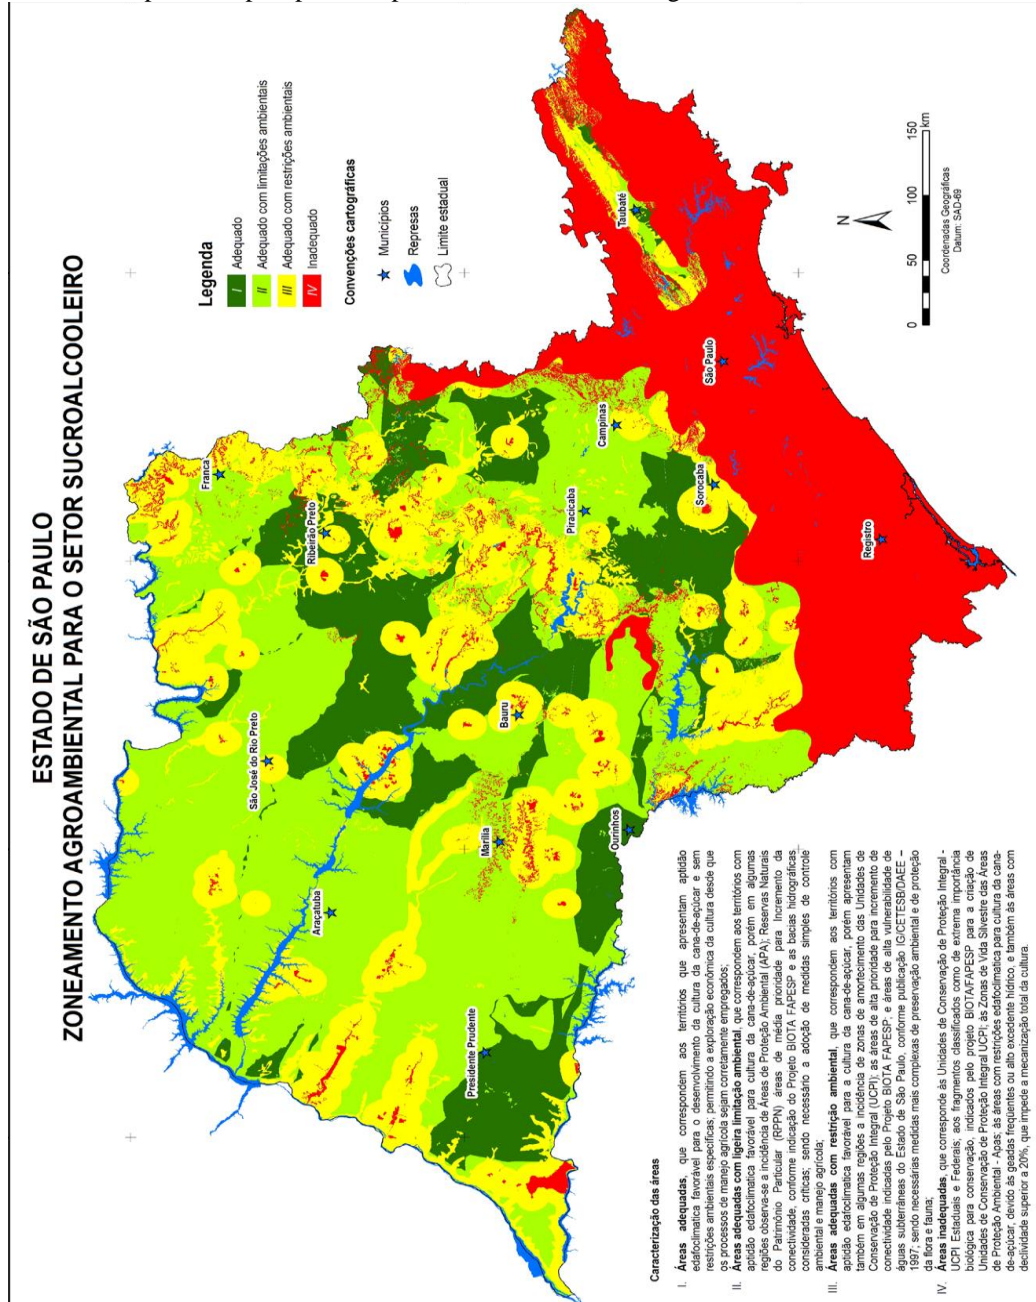 ESTADO DE SÃO PAULO
ZONEAMENTO AGROAMBIENTAL PARA O SETOR SUCROALCOOLEIRO
Legenda
I Adequado
II Adequado com limitações ambientais
III Adequado com restrições ambientais
IV Inadequado
Convenções cartográficas
Municípios
Represas
Limite estadual
Franca
Ribeirão Preto
São José do Rio Preto
Araçatuba
Presidente Prudente
Marília
Bauru
Ourinhos
Piracicaba
Campinas
Sorocaba
São Paulo
Taubaté
Registro
N
0 50 100 150
km
Coordenadas Geográficas
Datum: SAD-69
Caracterização das áreas
I. Áreas adequadas, que correspondem aos territórios que apresentam aptidão
edafoclimática favorável para o desenvolvimento da cultura da cana-de-açúcar e sem
restrições ambientais específicas; permitindo a exploração econômica da cultura desde que
os processos de manejo agrícola sejam corretamente empregados;
II. Áreas adequadas com ligeira limitação ambiental, que correspondem aos territórios com
aptidão edafoclimática favorável para cultura da cana-de-açúcar, porém em algumas
regiões observa-se a incidência de Áreas de Proteção Ambiental (APA); Reservas Naturais
do Patrimônio Particular (RPPN) áreas de média prioridade para Incremento da
conectividade, conforme indicação do Projeto BIOTA FAPESP e as bacias hidrográficas
consideradas críticas; sendo necessário a adoção de medidas simples de controle
ambiental e manejo agrícola;
III. Áreas adequadas com restrição ambiental, que correspondem aos territórios com
aptidão edafoclimática favorável para a cultura da cana-de-açúcar, porém apresentam
também em algumas regiões a incidência de zonas de amortecimento das Unidades de
Conservação de Proteção Integral (UCPI); as áreas de alta prioridade para incremento de
conectividade indicadas pelo Projeto BIOTA FAPESP; e áreas de alta vulnerabilidade de
águas subterrâneas do Estado de São Paulo, conforme publicação IG/CETESB/DAEE –
1997; sendo necessárias medidas mais complexas de preservação ambiental e de proteção
da flora e fauna;
IV. Áreas inadequadas, que corresponde às Unidades de Conservação de Proteção Integral -
UCPI Estaduais e Federais; aos fragmentos classificados como de extrema importância
biológica para conservação, indicados pelo projeto BIOTA/FAPESP para a criação de
Unidades de Conservação de Proteção Integral UCPI; às Zonas de Vida Silvestre das Áreas
de Proteção Ambiental - Apas; às áreas com restrições edafoclimática para cultura da cana-
de-açúcar, devido às geadas freqüentes ou alto excedente hídrico, e também às áreas com
declividade superior a 20%, que impede a mecanização total da cultura.